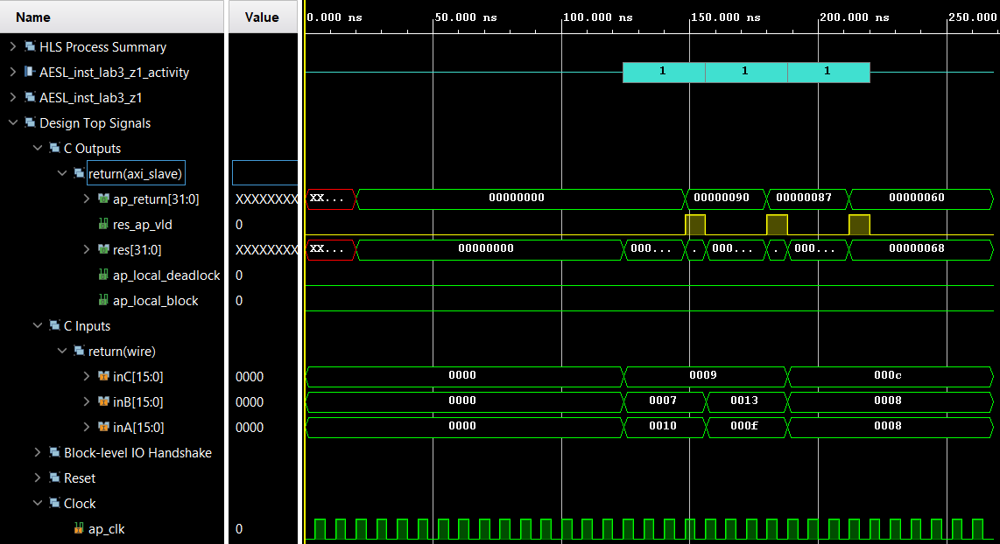 Name Value 0.000 ns 50.000 ns 100.000 ns 150.000 ns 200.000 ns 250.000
HLS Process Summary
AESL_inst_lab3_z1_activity 1 1 1
AESL_inst_lab3_z1
Design Top Signals
C Outputs
return(axi_slave)
ap_return[31:0] XXXXXXXX XX... 00000000 00000090 00000087 00000060
res_ap_vld 0
res[31:0] XXXXXXXX XX... 00000000 000... . 000... . 000... 00000068
ap_local_deadlock 0
ap_local_block 0
C Inputs
return(wire)
inC[15:0] 0000 0000 0009 000c
inB[15:0] 0000 0000 0007 0013 0008
inA[15:0] 0000 0000 0010 000f 0008
Block-level IO Handshake
Reset
Clock
ap_clk 0